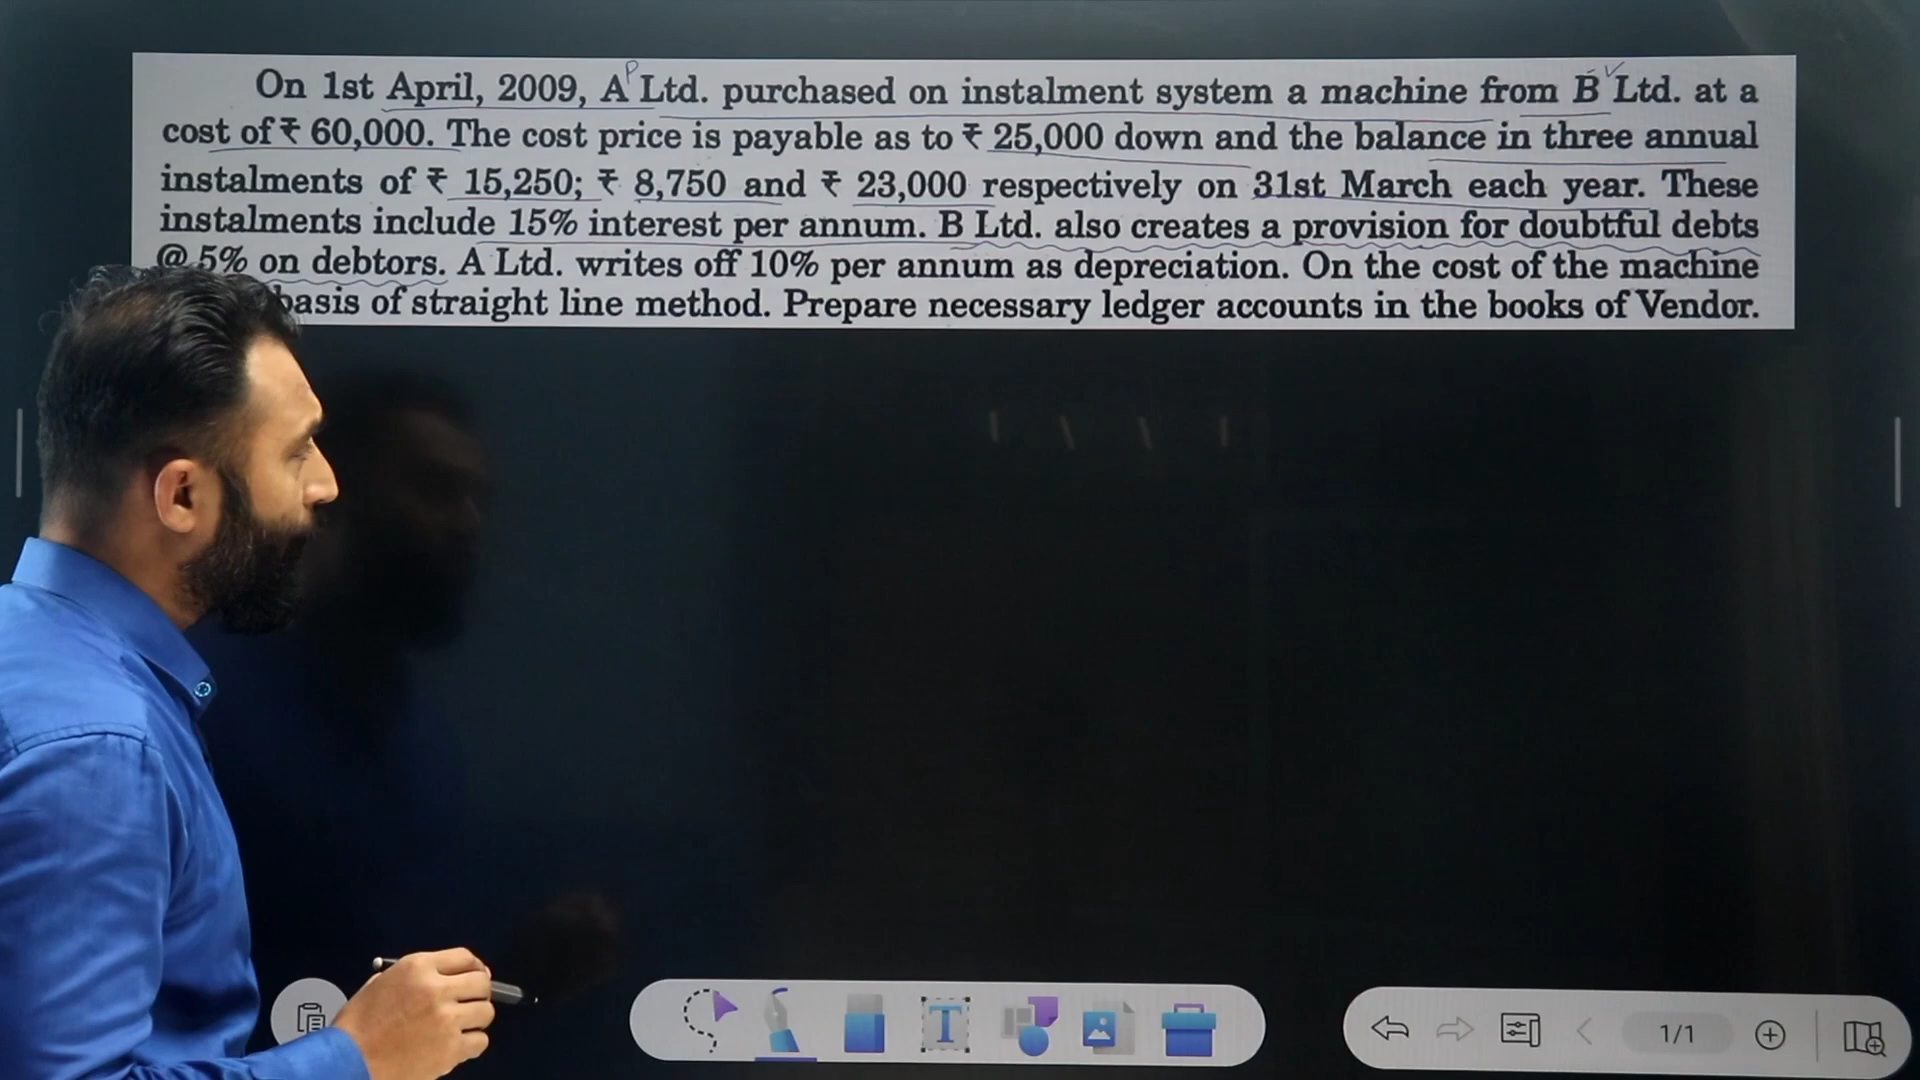 On 1st April, 2009, A Ltd. purchased on instalment system a machine from B Ltd. at a
cost of ₹ 60,000. The cost price is payable as to ₹ 25,000 down and the balance in three annual
instalments of ₹ 15,250; ₹ 8,750 and ₹ 23,000 respectively on 31st March each year. These
instalments include 15% interest per annum. B Ltd. also creates a provision for doubtful debts
@ 5% on debtors. A Ltd. writes off 10% per annum as depreciation. On the cost of the machine
basis of straight line method. Prepare necessary ledger accounts in the books of Vendor.
P
V
T
1/1